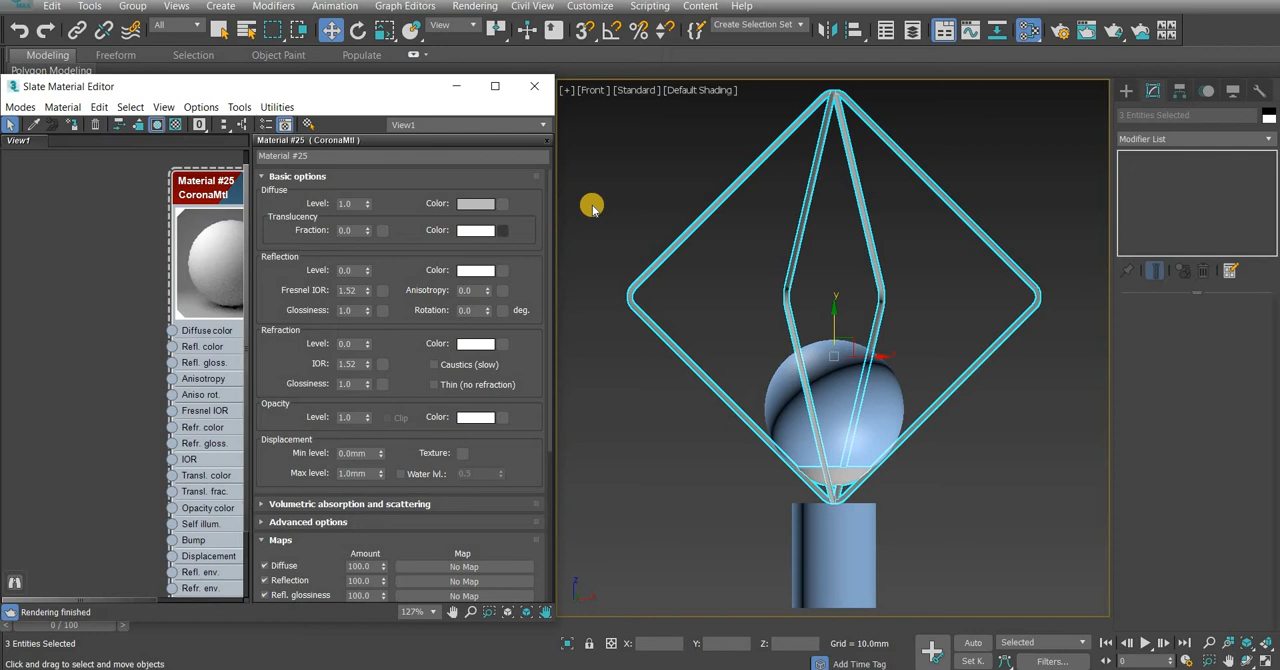 Edit Tools Group Views Create Modifiers Animation Graph Editors Rendering Civil View Customize Scripting Content Help Arnold
All View Create Selection Set
Modeling Freeform Selection Object Paint Populate
Polygon Modeling
Slate Material Editor
Modes Material Edit Select View Options Tools Utilities
View1
View1
Material #25 ( CoronaMtl )
Material #25
Material #25
CoronaMtl
Diffuse color
Refl. color
Refl. gloss.
Anisotropy
Aniso rot.
Fresnel IOR
Refr. color
Refr. gloss.
IOR
Transl. color
Transl. frac.
Opacity color
Self illum.
Bump
Displacement
Refl. env.
Refr. env.
Basic options
Diffuse
Level: 1.0 Color:
Translucency
Fraction: 0.0 Color:
Reflection
Level: 0.0 Color:
Fresnel IOR: 1.52 Anisotropy: 0.0
Glossiness: 1.0 Rotation: 0.0 deg.
Refraction
Level: 0.0 Color:
IOR: 1.52 Caustics (slow)
Glossiness: 1.0 Thin (no refraction)
Opacity
Level: 1.0 Clip Color:
Displacement
Min level: 0.0mm Texture:
Max level: 1.0mm Water lvl.: 0.5
Volumetric absorption and scattering
Advanced options
Maps
Amount Map
Diffuse 100.0 No Map
Reflection 100.0 No Map
Refl. glossiness 100.0 No Map
Rendering finished 127%
[+] [Front ] [Standard ] [Default Shading ]
y
z
3 Entities Selected
Modifier List
0 / 100
3 Entities Selected
Click and drag to select and move objects
X: Y: Z: Grid = 10.0mm
Add Time Tag
Auto Selected
Set K. Filters...
0